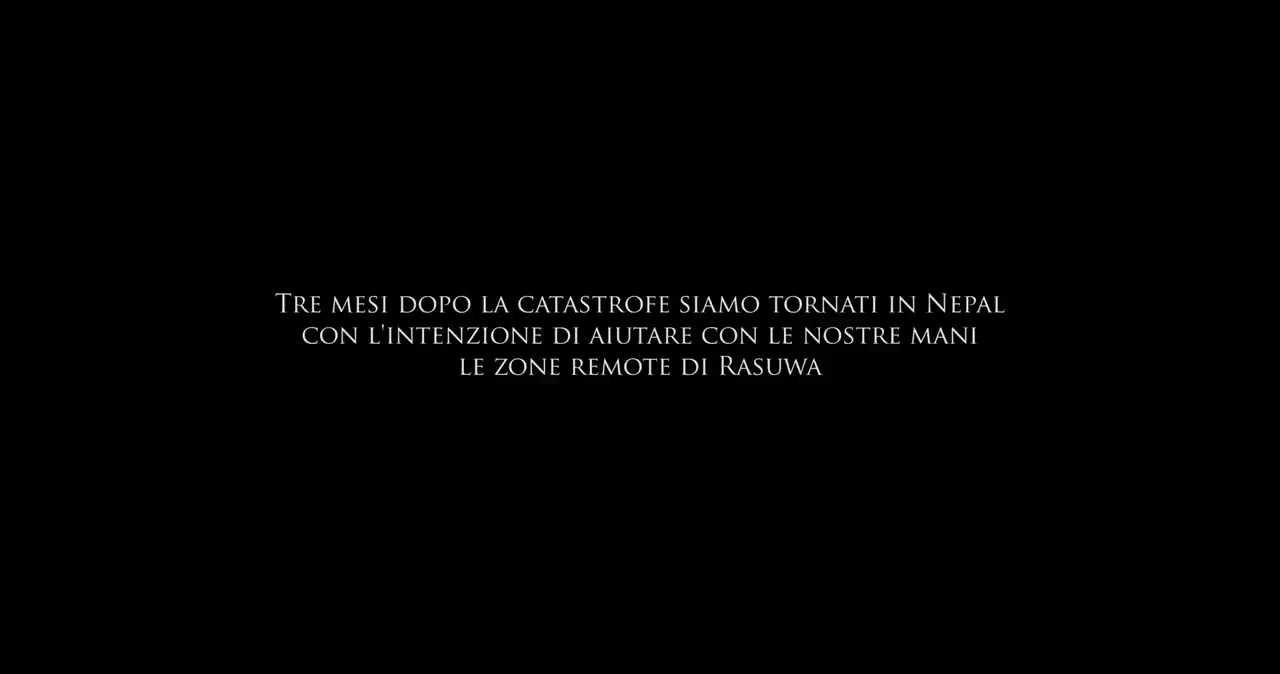 Tre mesi dopo la catastrofe siamo tornati in Nepal
con l'intenzione di aiutare con le nostre mani
le zone remote di Rasuwa